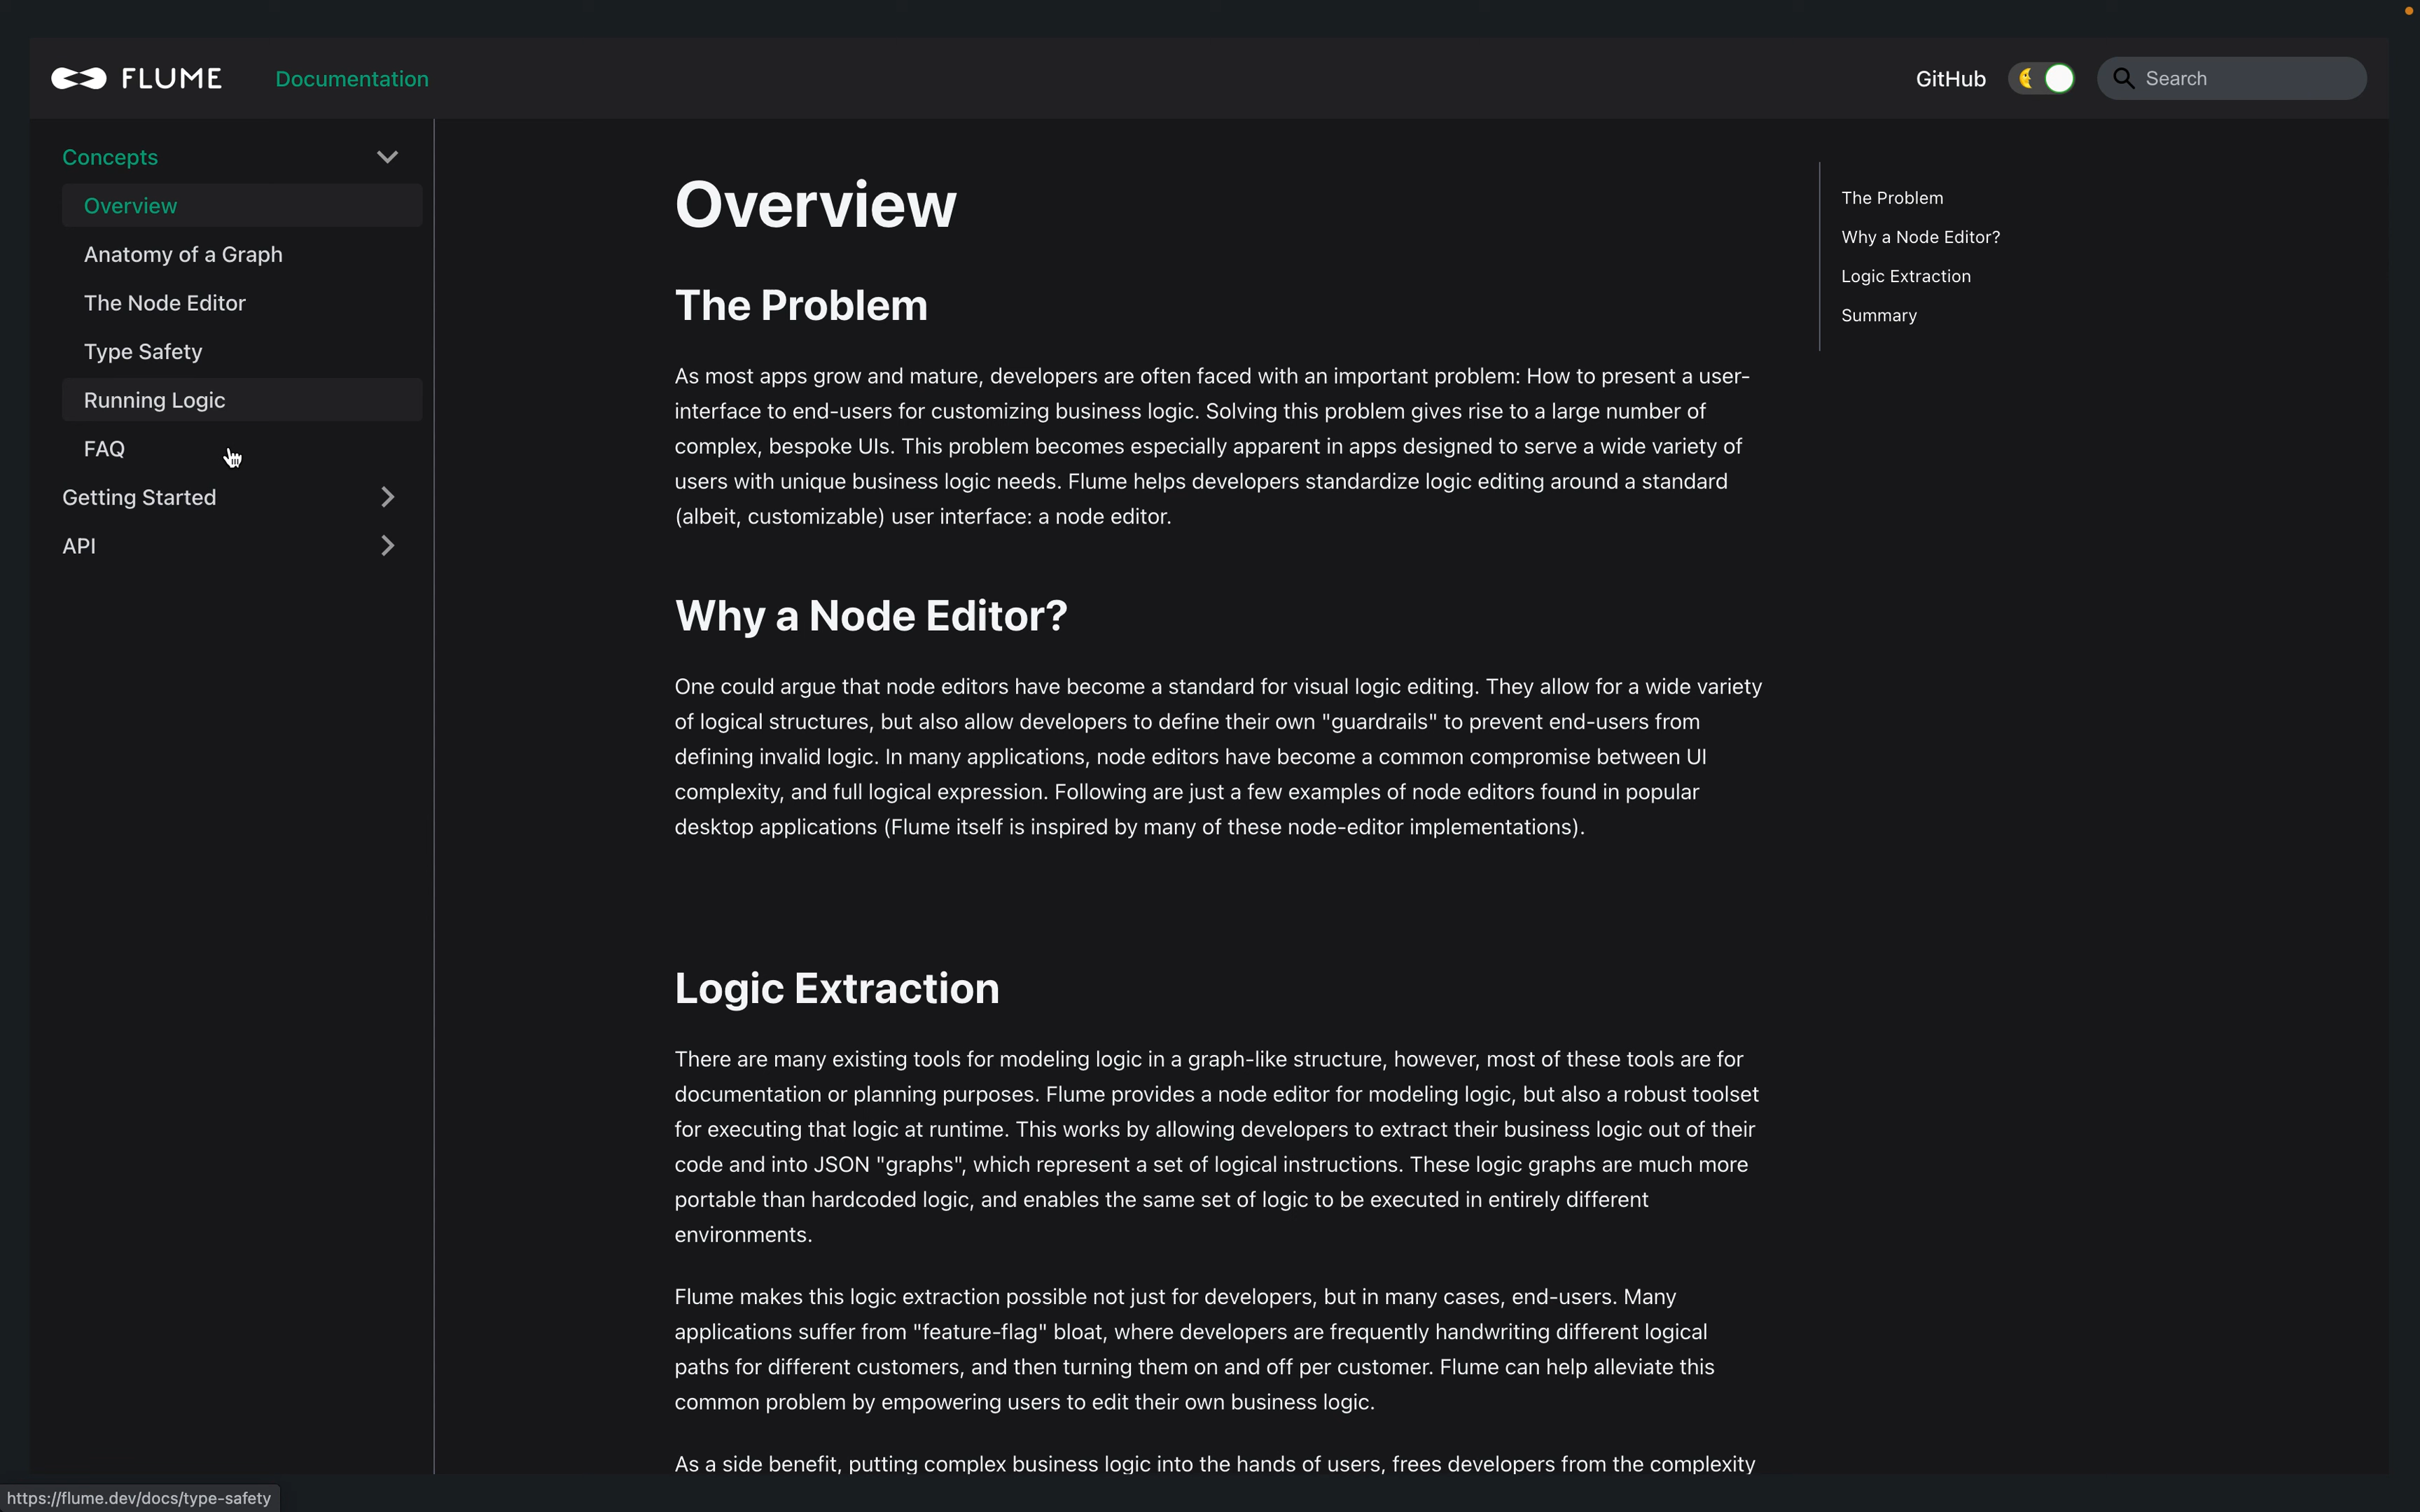 FLUME
Documentation
GitHub
Search
Concepts
Overview
Anatomy of a Graph
The Node Editor
Type Safety
Running Logic
FAQ
Getting Started
API
Overview
The Problem
As most apps grow and mature, developers are often faced with an important problem: How to present a user-
interface to end-users for customizing business logic. Solving this problem gives rise to a large number of
complex, bespoke UIs. This problem becomes especially apparent in apps designed to serve a wide variety of
users with unique business logic needs. Flume helps developers standardize logic editing around a standard
(albeit, customizable) user interface: a node editor.
Why a Node Editor?
One could argue that node editors have become a standard for visual logic editing. They allow for a wide variety
of logical structures, but also allow developers to define their own "guardrails" to prevent end-users from
defining invalid logic. In many applications, node editors have become a common compromise between UI
complexity, and full logical expression. Following are just a few examples of node editors found in popular
desktop applications (Flume itself is inspired by many of these node-editor implementations).
Logic Extraction
There are many existing tools for modeling logic in a graph-like structure, however, most of these tools are for
documentation or planning purposes. Flume provides a node editor for modeling logic, but also a robust toolset
for executing that logic at runtime. This works by allowing developers to extract their business logic out of their
code and into JSON "graphs", which represent a set of logical instructions. These logic graphs are much more
portable than hardcoded logic, and enables the same set of logic to be executed in entirely different
environments.
Flume makes this logic extraction possible not just for developers, but in many cases, end-users. Many
applications suffer from "feature-flag" bloat, where developers are frequently handwriting different logical
paths for different customers, and then turning them on and off per customer. Flume can help alleviate this
common problem by empowering users to edit their own business logic.
As a side benefit, putting complex business logic into the hands of users, frees developers from the complexity
The Problem
Why a Node Editor?
Logic Extraction
Summary
https://flume.dev/docs/type-safety